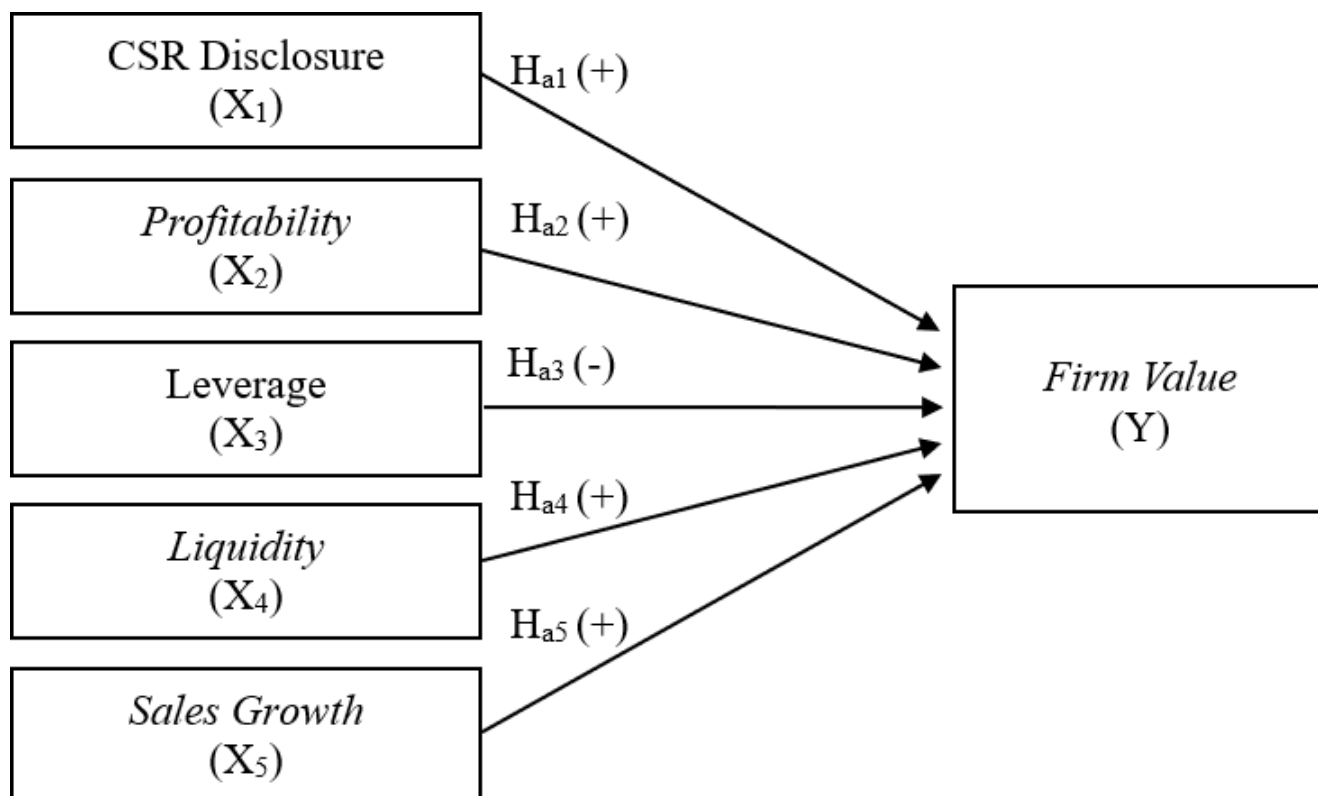 CSR Disclosure
(X₁)
Hₐ₁ (+)
Profitability
(X₂)
Hₐ₂ (+)
Leverage
(X₃)
Hₐ₃ (-)
Liquidity
(X₄)
Hₐ₄ (+)
Sales Growth
(X₅)
Hₐ₅ (+)
Firm Value
(Y)